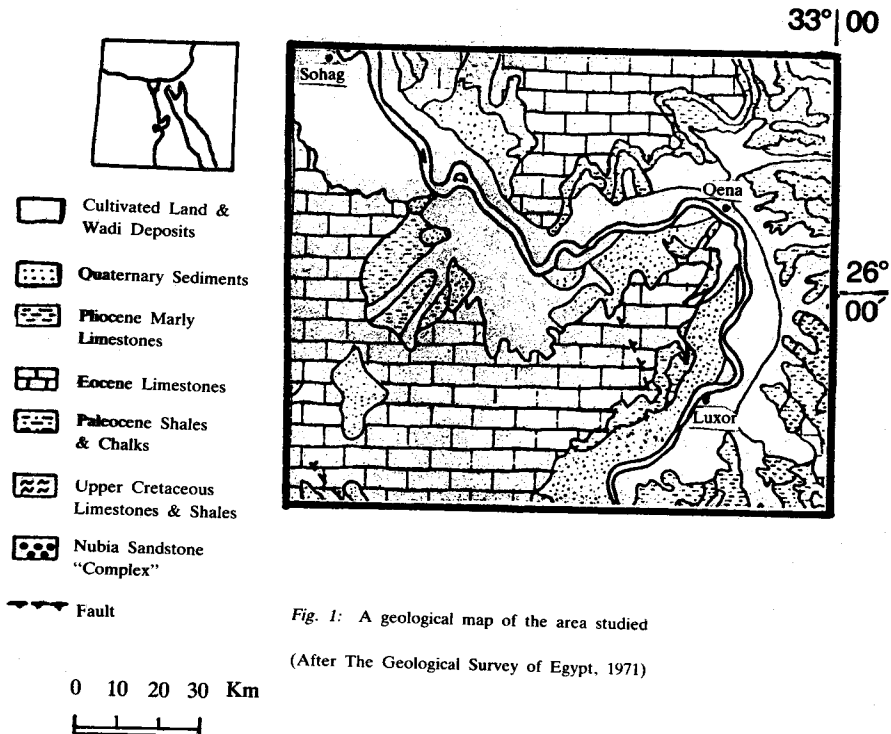 33° 00
Sohag
Qena
26°
00′
Luxor
Cultivated Land &
Wadi Deposits
Quaternary Sediments
Pliocene Marly
Limestones
Eocene Limestones
Paleocene Shales
& Chalks
Upper Cretaceous
Limestones & Shales
Nubia Sandstone
“Complex”
Fault
Fig. 1: A geological map of the area studied
(After The Geological Survey of Egypt, 1971)
0 10 20 30 Km